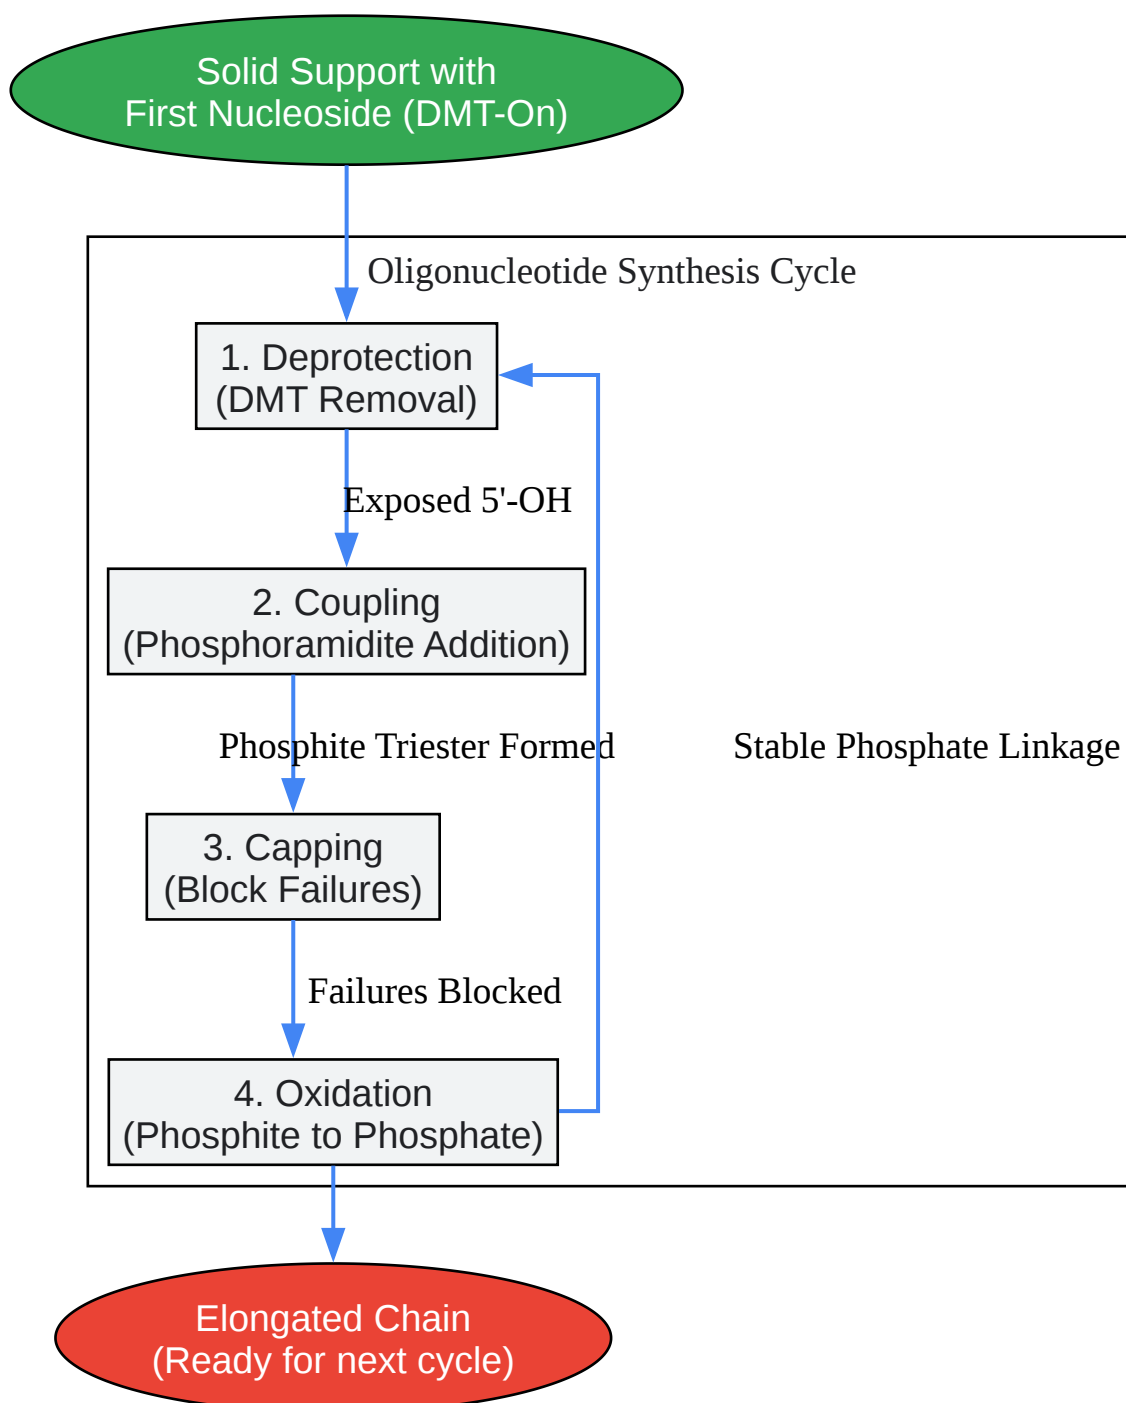 Solid Support with
First Nucleoside (DMT-On)
Oligonucleotide Synthesis Cycle
1. Deprotection
(DMT Removal)
Exposed 5'-OH
2. Coupling
(Phosphoramidite Addition)
Phosphite Triester Formed
Stable Phosphate Linkage
3. Capping
(Block Failures)
Failures Blocked
4. Oxidation
(Phosphite to Phosphate)
Elongated Chain
(Ready for next cycle)